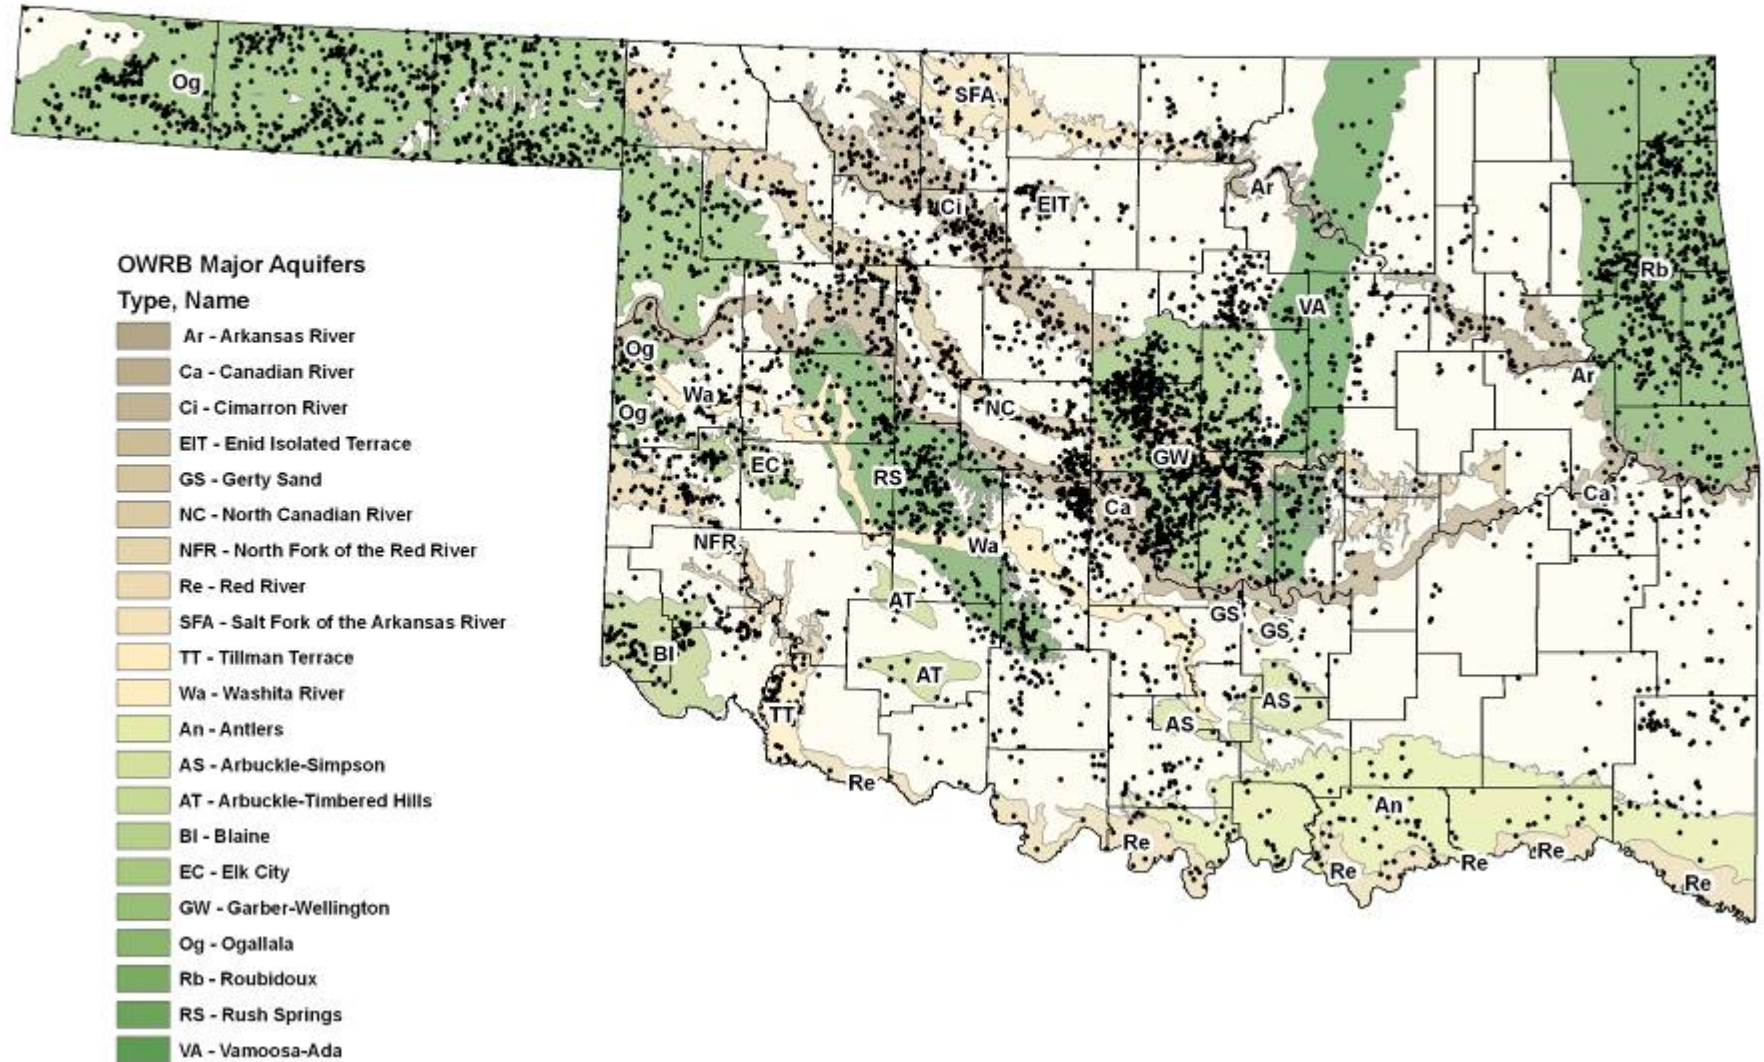 Og
SFA
Ar
Ci
EIT
Rb
VA
OWRB Major Aquifers
Type, Name
Ar - Arkansas River
Ca - Canadian River
Ci - Cimarron River
EIT - Enid Isolated Terrace
GS - Gerty Sand
NC - North Canadian River
NFR - North Fork of the Red River
Re - Red River
SFA - Salt Fork of the Arkansas River
TT - Tillman Terrace
Wa - Washita River
An - Antlers
AS - Arbuckle-Simpson
AT - Arbuckle-Timbered Hills
Bl - Blaine
EC - Elk City
GW - Garber-Wellington
Og - Ogallala
Rb - Roubidoux
RS - Rush Springs
VA - Vamoosa-Ada
Og
Ar
Wa
Og
NC
GW
EC
RS
Ca
Ca
NFR
Wa
AT
GS
GS
Bl
AT
AS
AS
TT
Re
An
Re
Re
Re
Re
Re